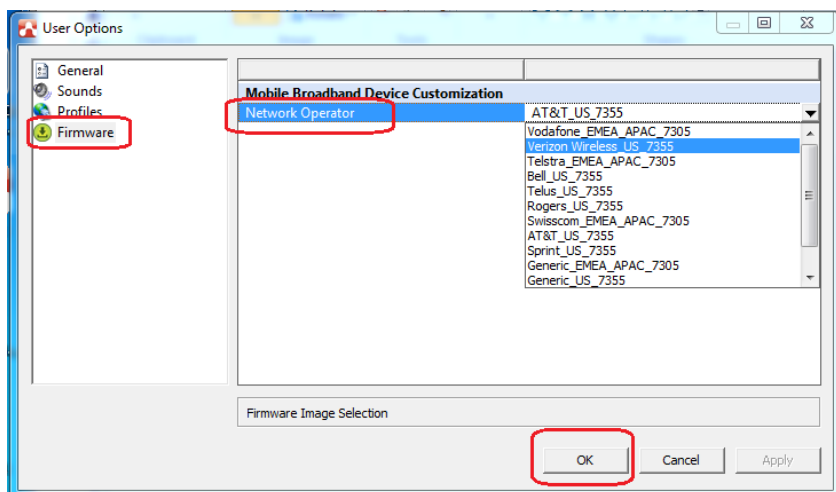 User Options
General
Sounds
Profiles
Firmware
Mobile Broadband Device Customization
Network Operator
AT&T_US_7355
Vodafone_EMEA_APAC_7305
Verizon Wireless_US_7355
Telstra_EMEA_APAC_7305
Bell_US_7355
Telus_US_7355
Rogers_US_7355
Swisscom_EMEA_APAC_7305
AT&T_US_7355
Sprint_US_7355
Generic_EMEA_APAC_7305
Generic_US_7355
Firmware Image Selection
OK Cancel Apply